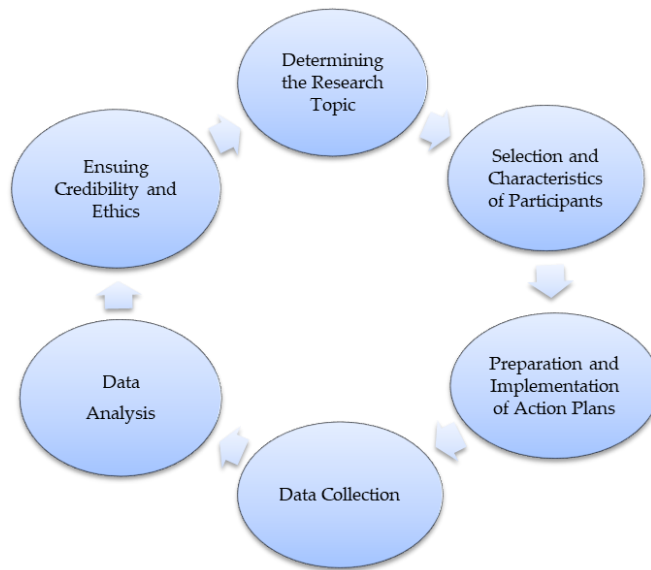 Determining
the Research
Topic
Selection and
Characteristics
of Participants
Preparation and
Implementation
of Action Plans
Data Collection
Data
Analysis
Ensuing
Credibility and
Ethics